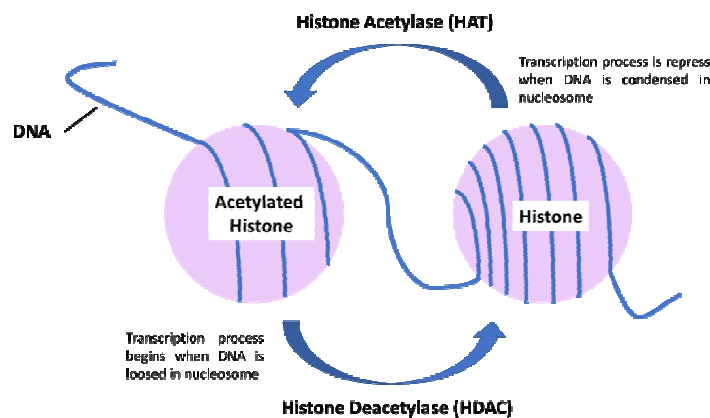 Histone Acetylase (HAT)
Transcription process is repress
when DNA is condensed in
nucleosome
DNA
Acetylated
Histone
Histone
Transcription process
begins when DNA is
loosed in nucleosome
Histone Deacetylase (HDAC)